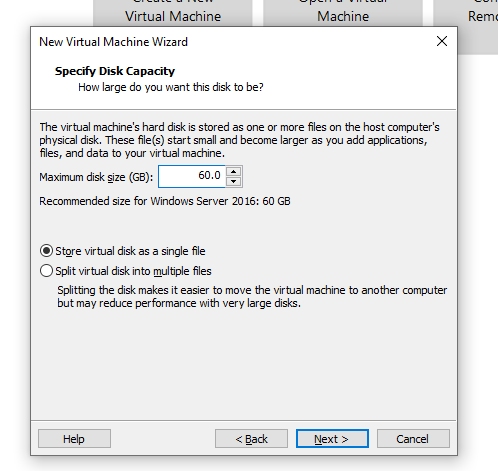 Create a New
Virtual Machine
Open a Virtual
Machine
Remo
New Virtual Machine Wizard
Specify Disk Capacity
How large do you want this disk to be?
The virtual machine's hard disk is stored as one or more files on the host computer's
physical disk. These file(s) start small and become larger as you add applications,
files, and data to your virtual machine.
Maximum disk size (GB): 60.0
Recommended size for Windows Server 2016: 60 GB
Store virtual disk as a single file
Split virtual disk into multiple files
Splitting the disk makes it easier to move the virtual machine to another computer
but may reduce performance with very large disks.
Help < Back Next > Cancel